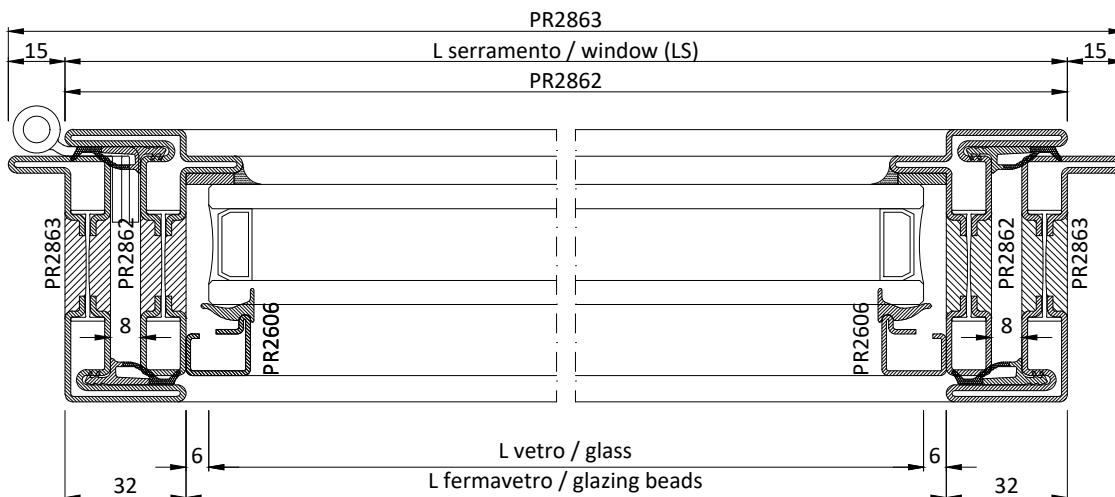 PR2863
15
L serramento / window (LS)
15
PR2862
PR2863
PR2862
PR2862
PR2863
8
PR2606
PR2606
8
6
L vetro / glass
6
32
L fermavetro / glazing beads
32